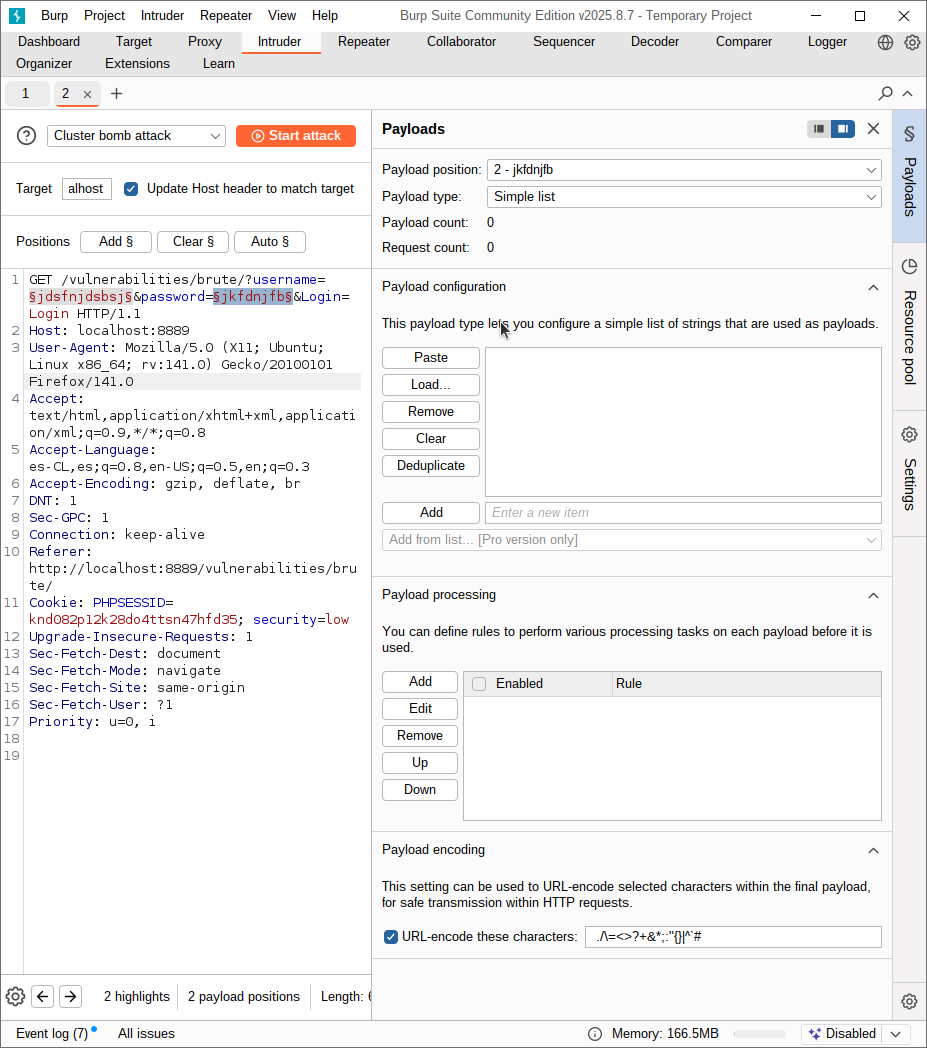 Burp Project Intruder Repeater View Help Burp Suite Community Edition v2025.8.7 - Temporary Project
Dashboard Target Proxy Intruder Repeater Collaborator Sequencer Decoder Comparer Logger
Organizer Extensions Learn
1 2 × +
? Cluster bomb attack Start attack
Target alhost Update Host header to match target
Positions Add § Clear § Auto §
1 GET /vulnerabilities/brute/?username=
§jdsfnjdsbsj§&password=§jkfdnjfb§&Login=
Login HTTP/1.1
2 Host: localhost:8889
3 User-Agent: Mozilla/5.0 (X11; Ubuntu;
Linux x86_64; rv:141.0) Gecko/20100101
Firefox/141.0
4 Accept:
text/html,application/xhtml+xml,applicati
on/xml;q=0.9,*/*;q=0.8
5 Accept-Language:
es-CL,es;q=0.8,en-US;q=0.5,en;q=0.3
6 Accept-Encoding: gzip, deflate, br
7 DNT: 1
8 Sec-GPC: 1
9 Connection: keep-alive
10 Referer:
http://localhost:8889/vulnerabilities/bru
te/
11 Cookie: PHPSESSID=
knd082p12k28do4ttsn47hfd35; security=low
12 Upgrade-Insecure-Requests: 1
13 Sec-Fetch-Dest: document
14 Sec-Fetch-Mode: navigate
15 Sec-Fetch-Site: same-origin
16 Sec-Fetch-User: ?1
17 Priority: u=0, i
18
19
2 highlights 2 payload positions Length: 6
Payloads
Payload position: 2 - jkfdnjfb
Payload type: Simple list
Payload count: 0
Request count: 0
Payload configuration
This payload type lets you configure a simple list of strings that are used as payloads.
Paste
Load...
Remove
Clear
Deduplicate
Add Enter a new item
Add from list... [Pro version only]
Payload processing
You can define rules to perform various processing tasks on each payload before it is
used.
Add Enabled Rule
Edit
Remove
Up
Down
Payload encoding
This setting can be used to URL-encode selected characters within the final payload,
for safe transmission within HTTP requests.
URL-encode these characters: ./\=<>?+&*;:"{}|^`#
§ Payloads
Resource pool
Settings
Event log (7) All issues Memory: 166.5MB Disabled